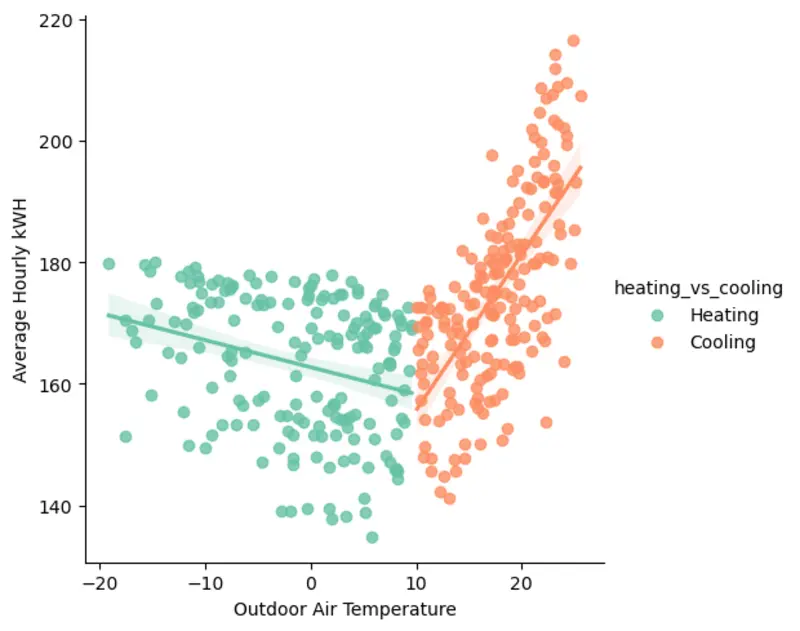 220
200
180
160
140
Average Hourly kWH
−20
−10
0
10
20
Outdoor Air Temperature
heating_vs_cooling
Heating
Cooling